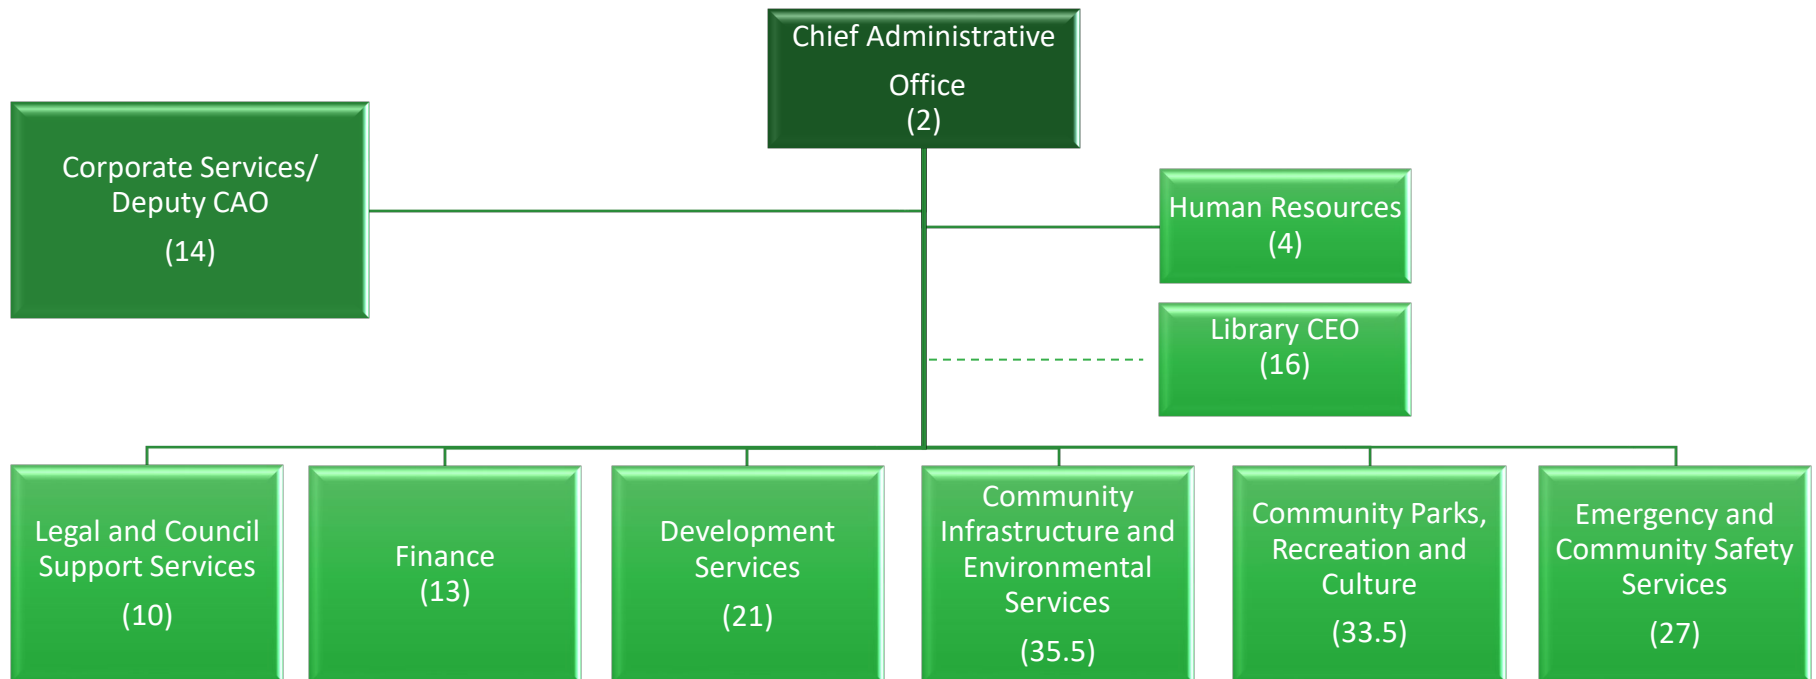 Chief Administrative
Office
(2)
Corporate Services/
Deputy CAO
(14)
Human Resources
(4)
Library CEO
(16)
Legal and Council
Support Services
(10)
Finance
(13)
Development
Services
(21)
Community
Infrastructure and
Environmental
Services
(35.5)
Community Parks,
Recreation and
Culture
(33.5)
Emergency and
Community Safety
Services
(27)